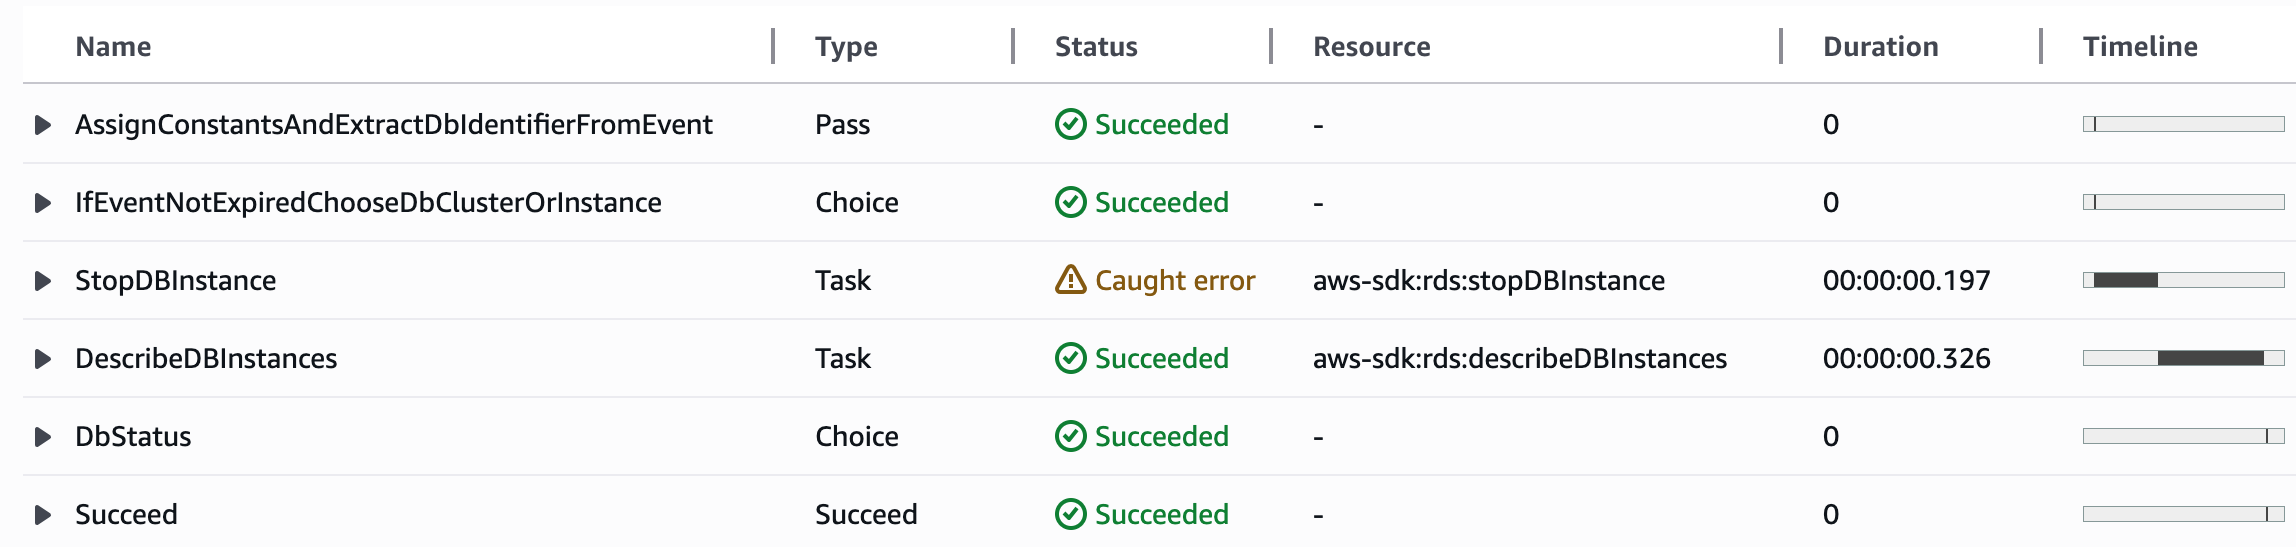 Name Type Status Resource Duration Timeline
AssignConstantsAndExtractDbIdentifierFromEvent Pass Succeeded - 0
IfEventNotExpiredChooseDbClusterOrInstance Choice Succeeded - 0
StopDBInstance Task Caught error aws-sdk:rds:stopDBInstance 00:00:00.197
DescribeDBInstances Task Succeeded aws-sdk:rds:describeDBInstances 00:00:00.326
DbStatus Choice Succeeded - 0
Succeed Succeed Succeeded - 0